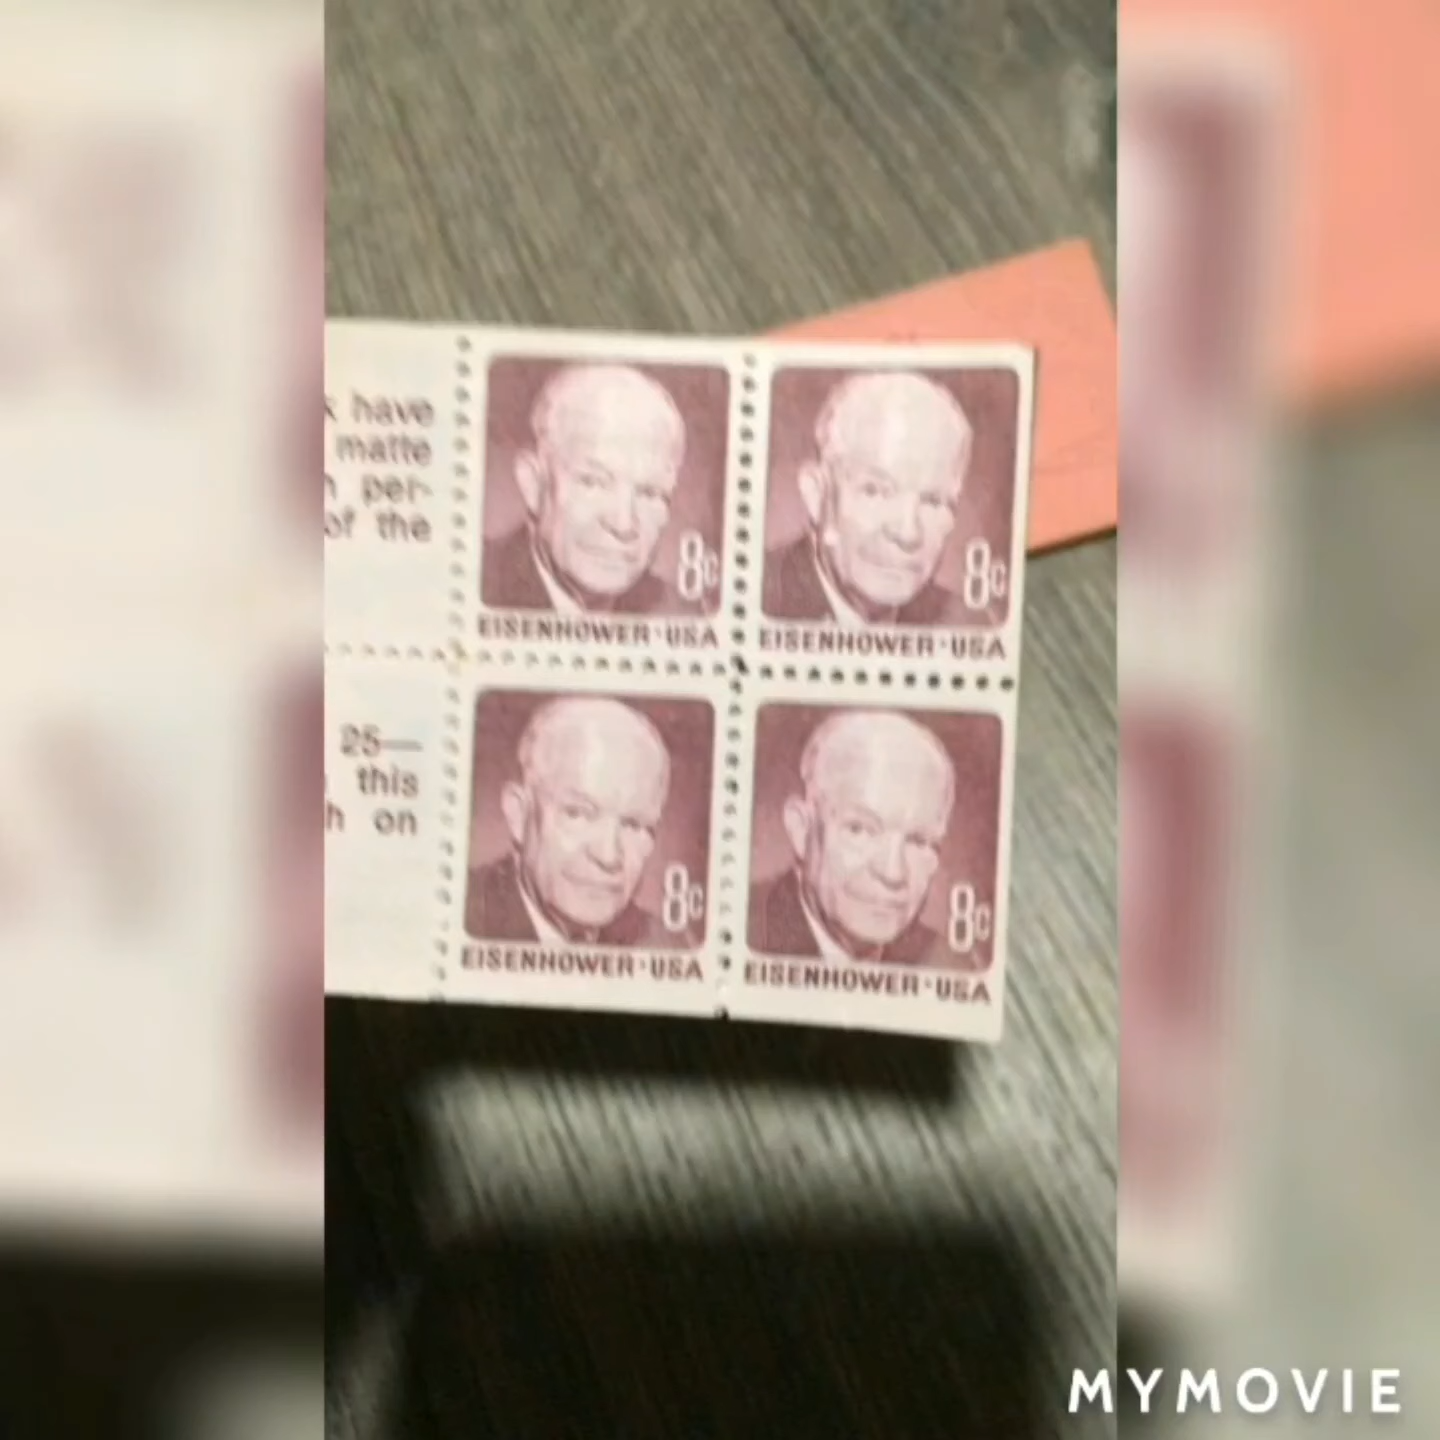 have
matte
per-
of the
8c
8c
EISENHOWER·USA
EISENHOWER·USA
25—
this
on
8c
8c
EISENHOWER·USA
EISENHOWER·USA
MYMOVIE